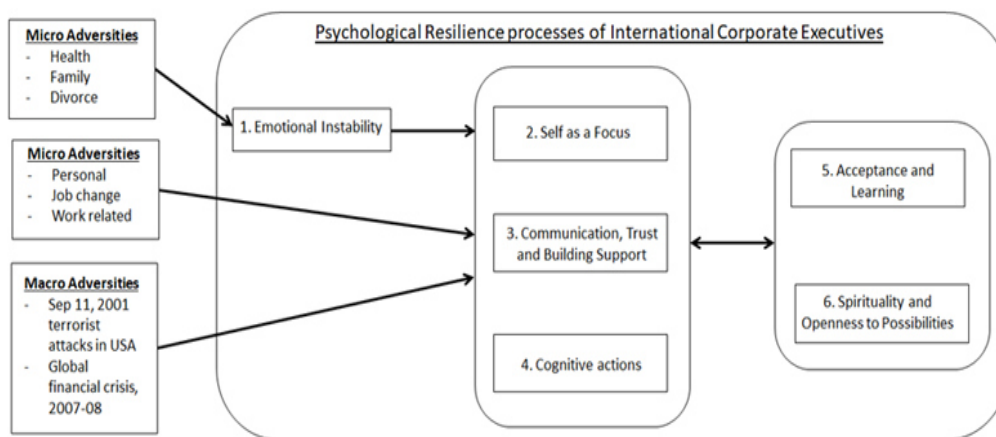 Micro Adversities
- Health
- Family
- Divorce
Micro Adversities
- Personal
- Job change
- Work related
Macro Adversities
- Sep 11, 2001
terrorist
attacks in USA
- Global
financial crisis,
2007-08
Psychological Resilience processes of International Corporate Executives
1. Emotional Instability
2. Self as a Focus
3. Communication, Trust
and Building Support
4. Cognitive actions
5. Acceptance and
Learning
6. Spirituality and
Openness to Possibilities